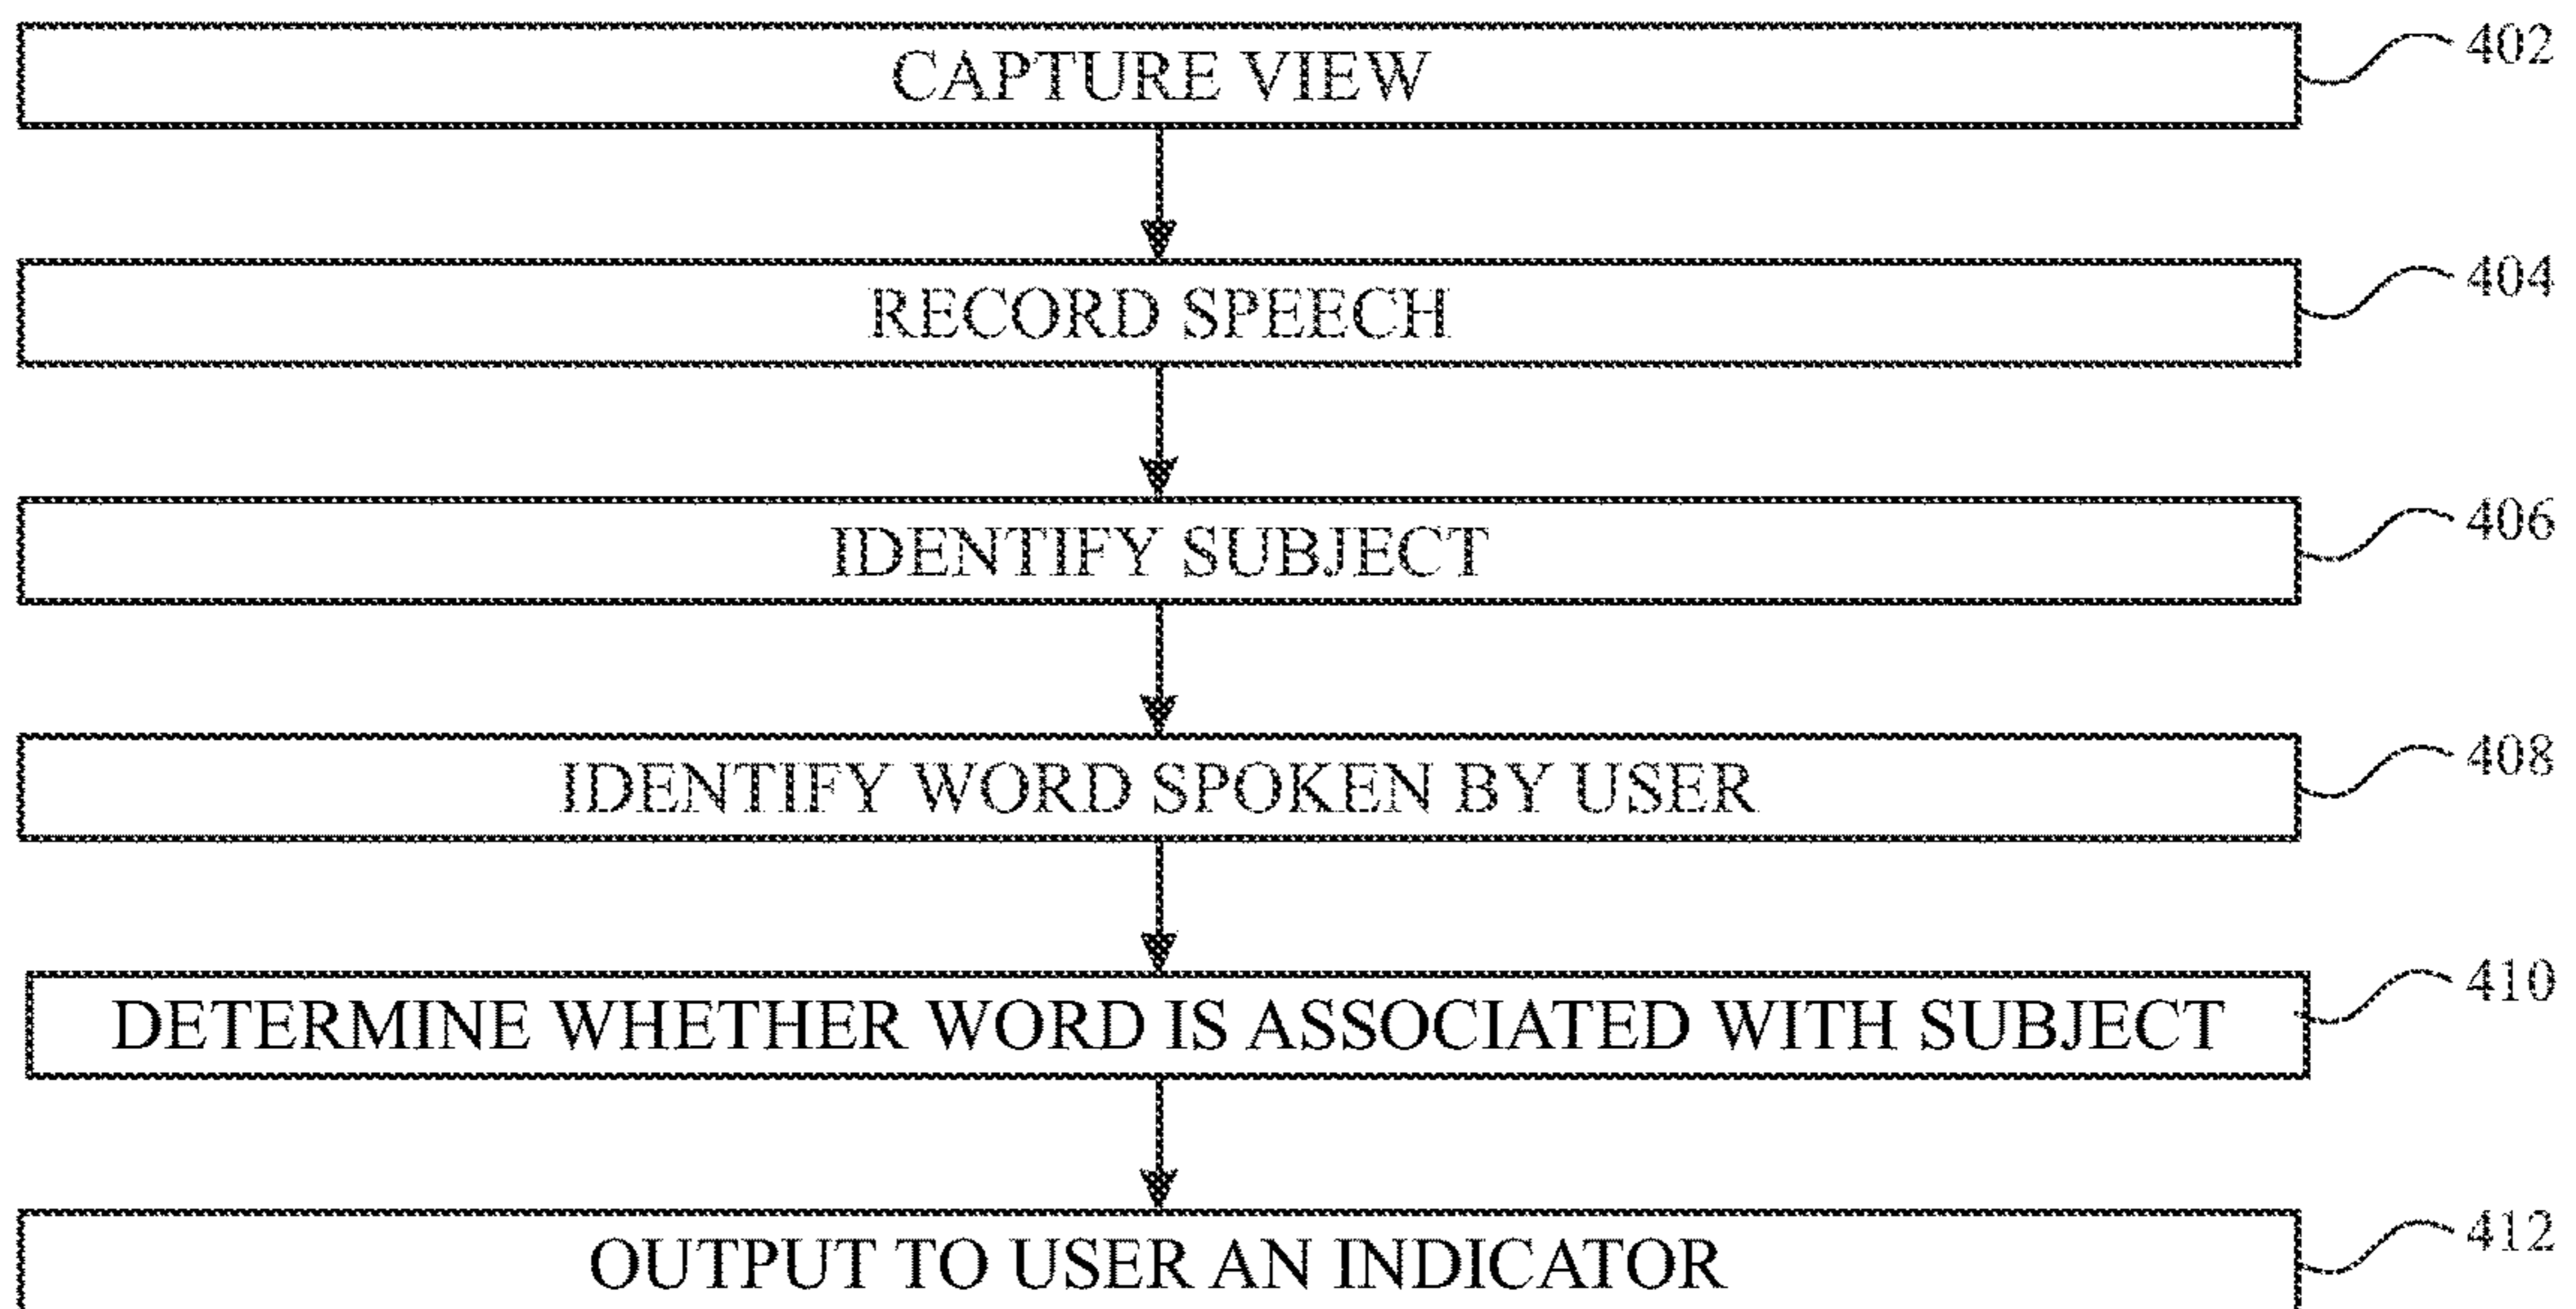 CAPTURE VIEW 402
RECORD SPEECH 404
IDENTIFY SUBJECT 406
IDENTIFY WORD SPOKEN BY USER 408
DETERMINE WHETHER WORD IS ASSOCIATED WITH SUBJECT 410
OUTPUT TO USER AN INDICATOR 412